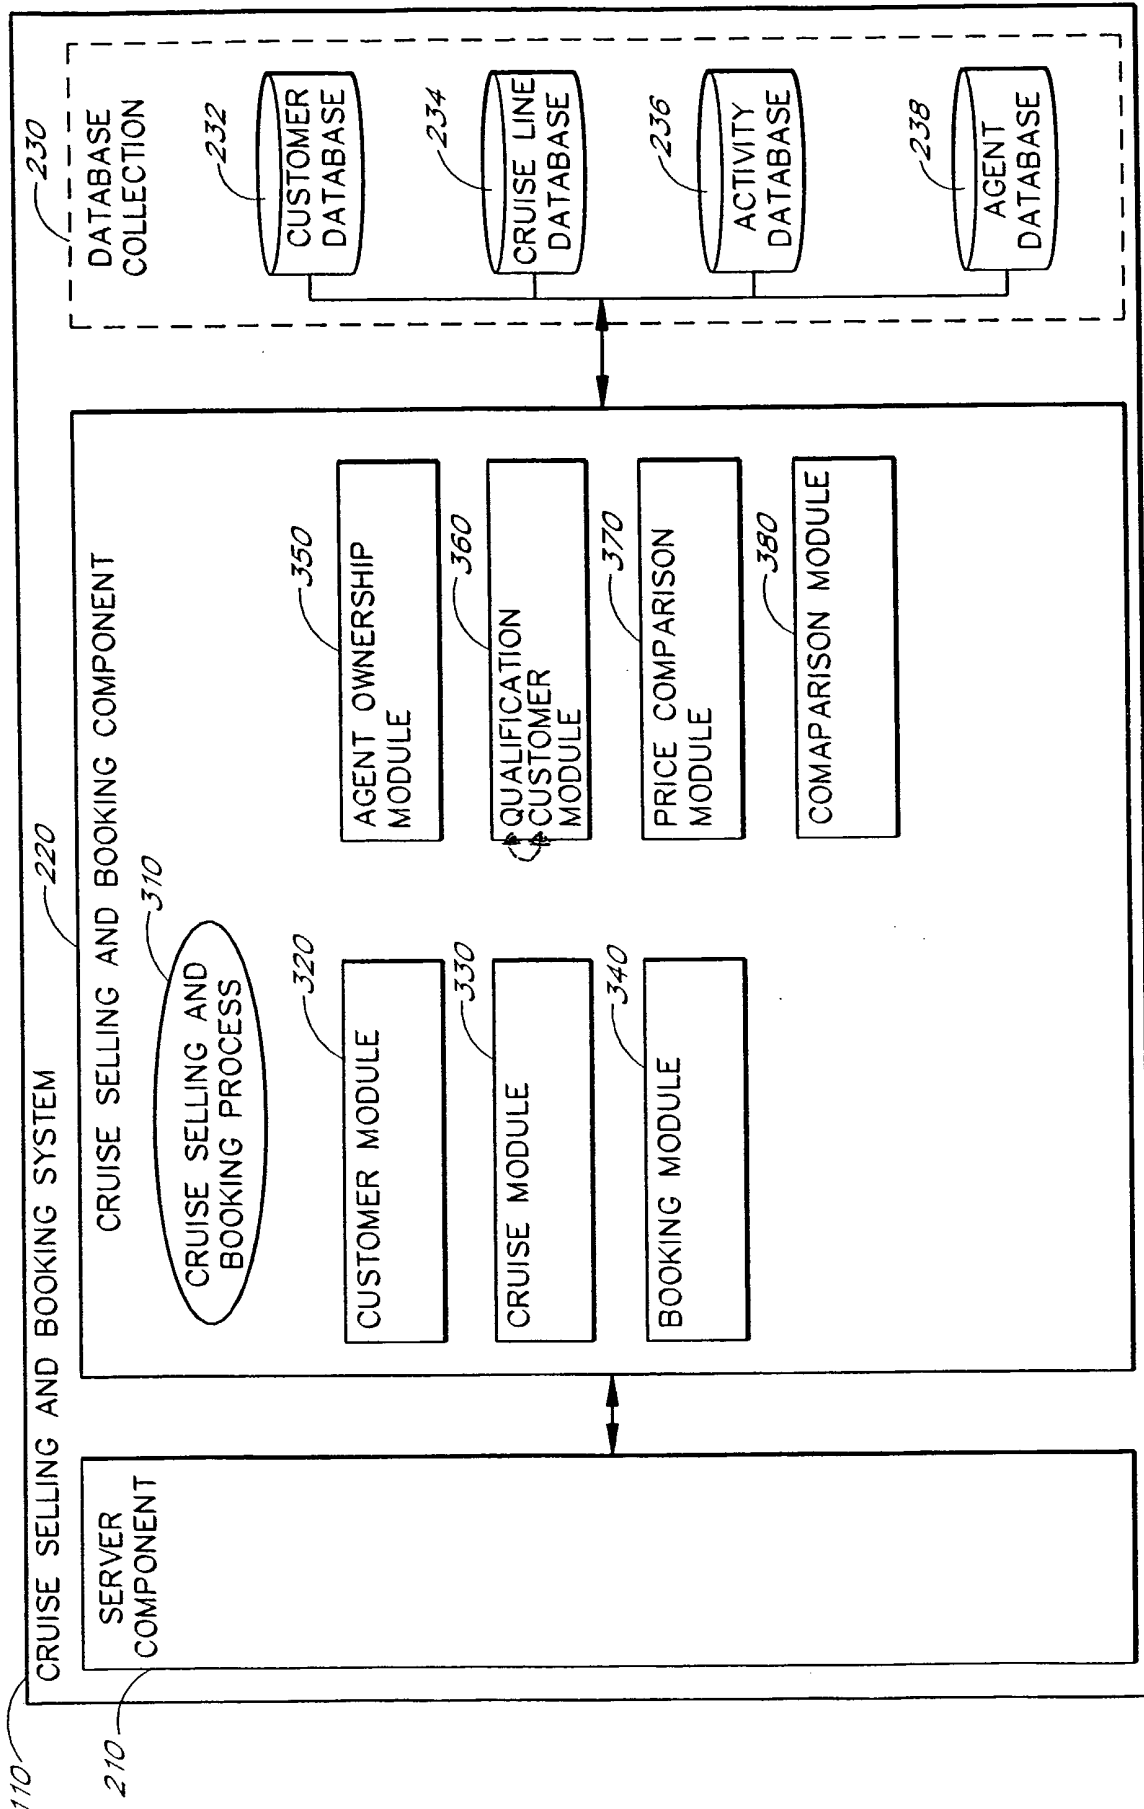 110
CRUISE SELLING AND BOOKING SYSTEM
210
SERVER
COMPONENT
220
CRUISE SELLING AND BOOKING COMPONENT
310
CRUISE SELLING AND
BOOKING PROCESS
320
CUSTOMER MODULE
330
CRUISE MODULE
340
BOOKING MODULE
350
AGENT OWNERSHIP
MODULE
360
QUALIFICATION
CUSTOMER
MODULE
370
PRICE COMPARISON
MODULE
380
COMAPARISON MODULE
230
DATABASE
COLLECTION
232
CUSTOMER
DATABASE
234
CRUISE LINE
DATABASE
236
ACTIVITY
DATABASE
238
AGENT
DATABASE